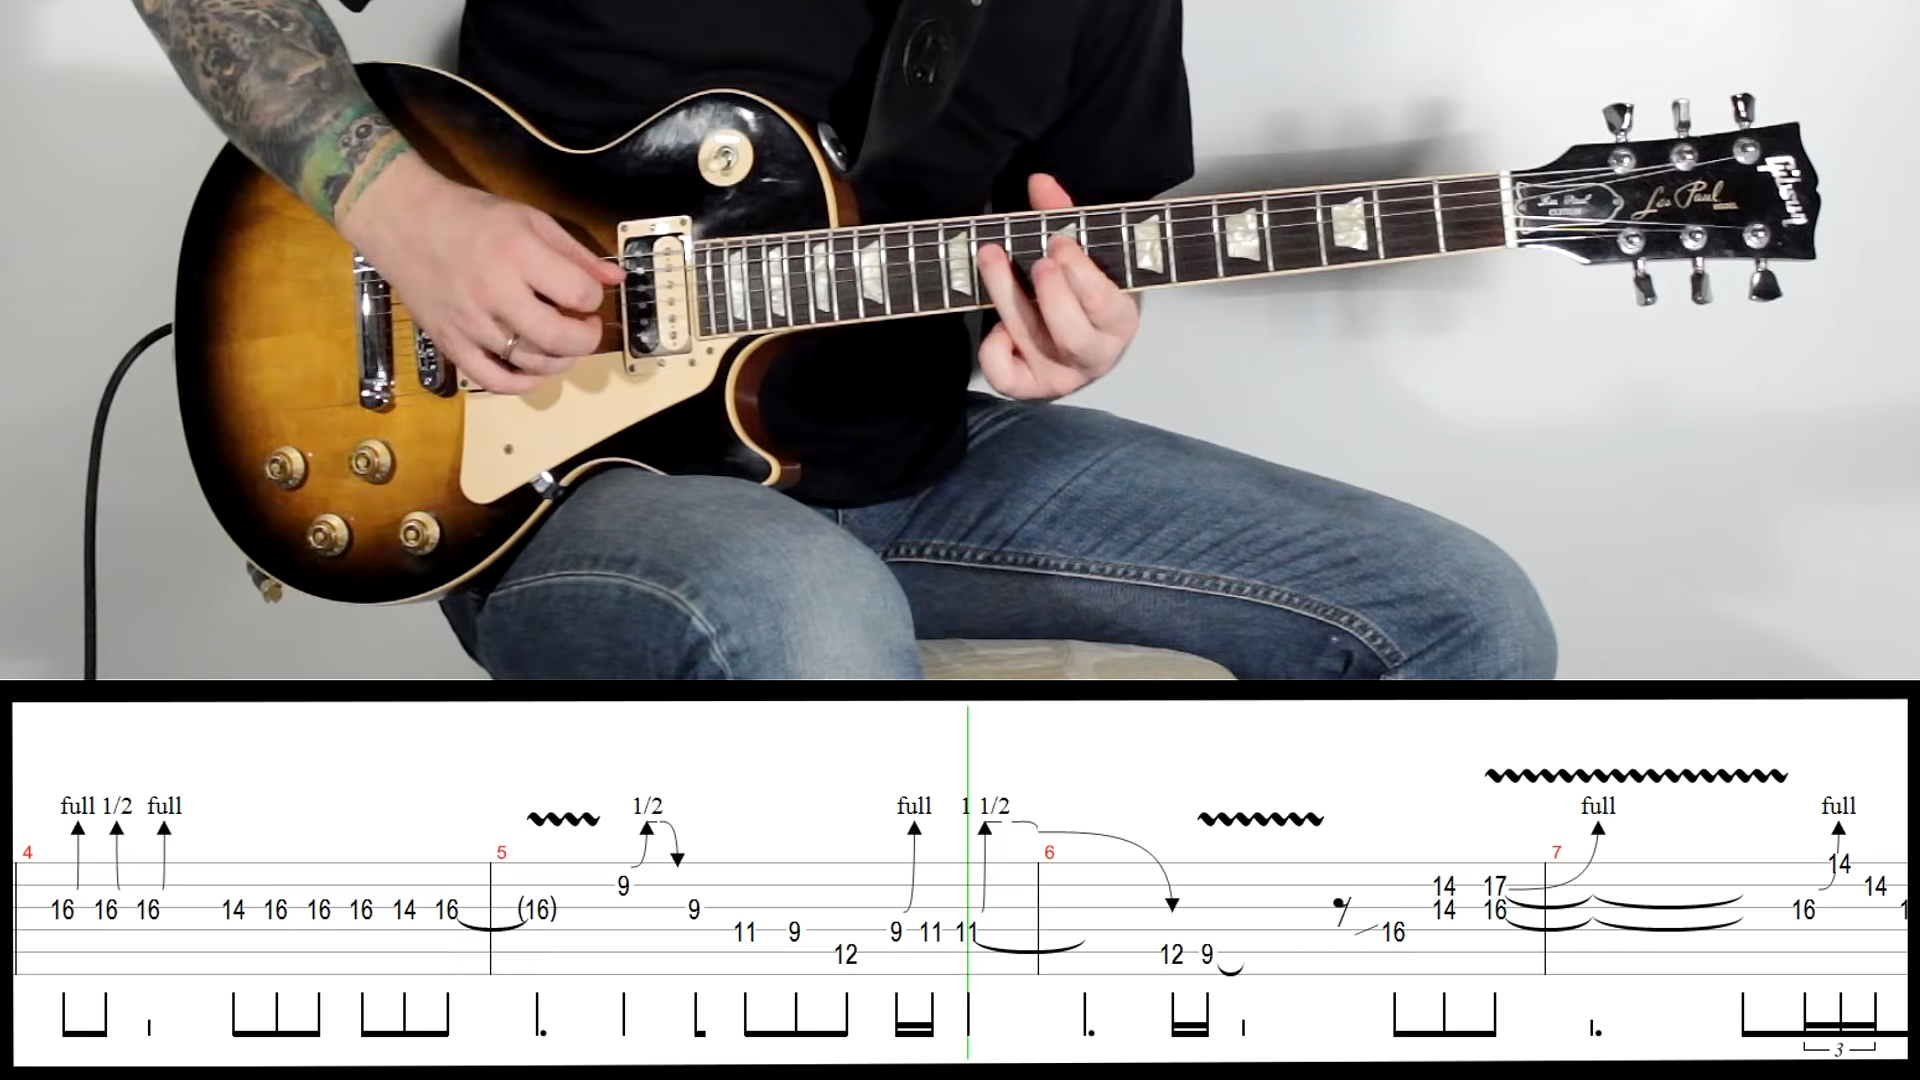 Gibson
Les Paul
MODEL
full 1/2 full 1/2 full 1 1/2 full full
4 5 6 7
14
9 14 17 14
16 16 16 14 16 16 16 14 16 (16) 9 14 16 16
11 9 9 11 11 16
12 12 9
3